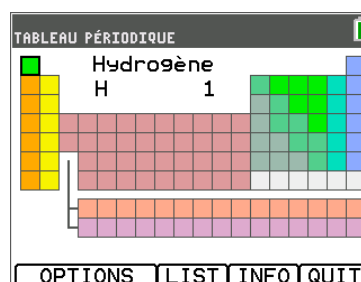 TABLEAU PÉRIODIQUE
Hydrogène
H 1
OPTIONS LIST INFO QUIT